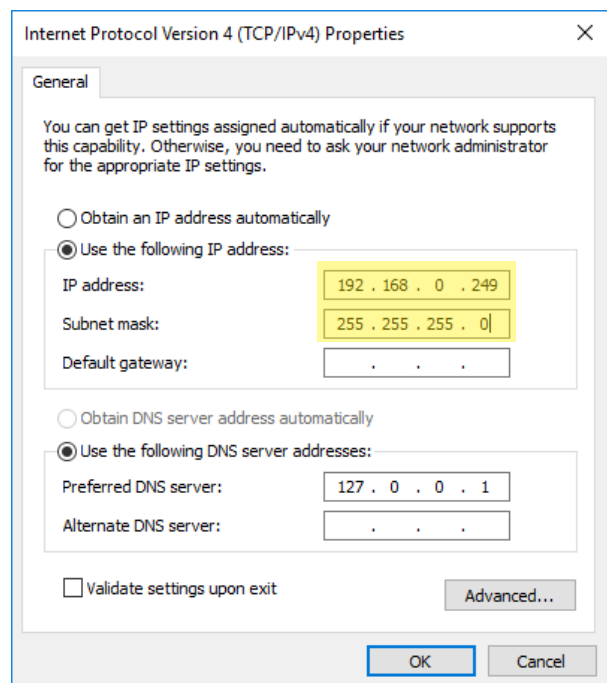 Internet Protocol Version 4 (TCP/IPv4) Properties
General
You can get IP settings assigned automatically if your network supports
this capability. Otherwise, you need to ask your network administrator
for the appropriate IP settings.
Obtain an IP address automatically
Use the following IP address:
IP address: 192 . 168 . 0 . 249
Subnet mask: 255 . 255 . 255 . 0
Default gateway: . . .
Obtain DNS server address automatically
Use the following DNS server addresses:
Preferred DNS server: 127 . 0 . 0 . 1
Alternate DNS server: . . .
Validate settings upon exit
Advanced...
OK Cancel